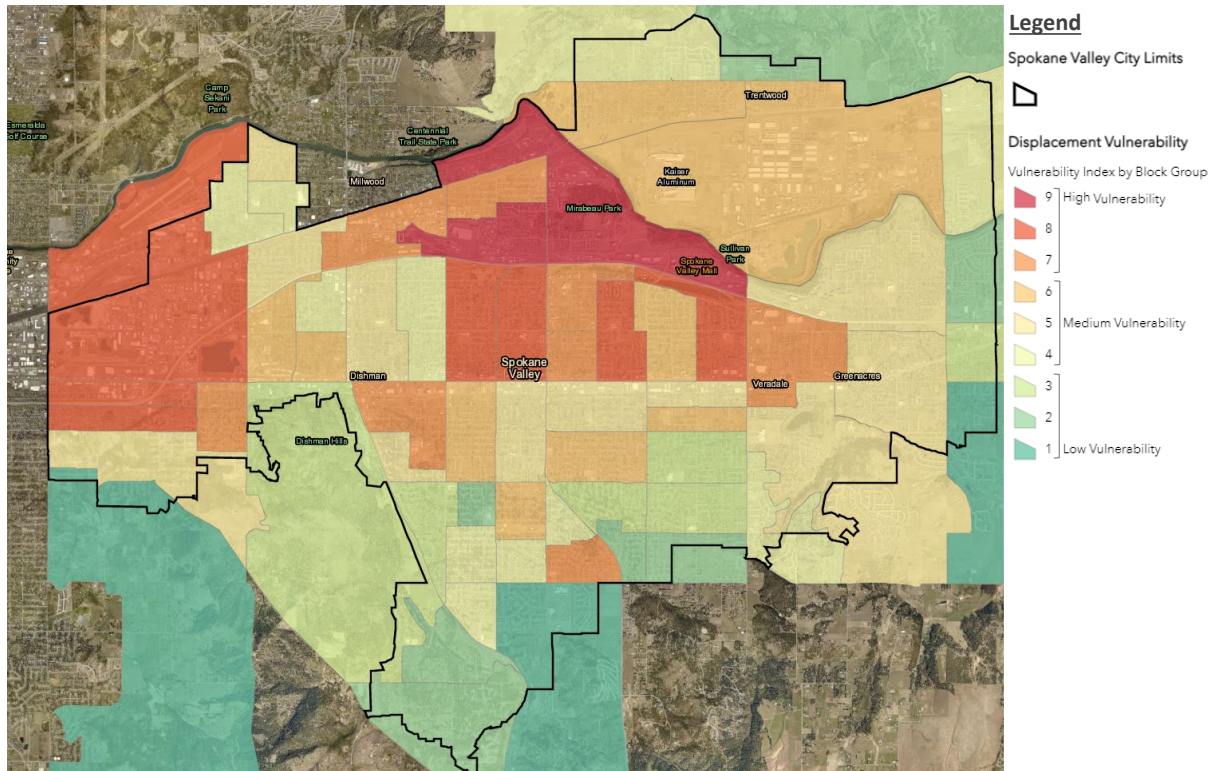 Legend
Spokane Valley City Limits
Displacement Vulnerability
Vulnerability Index by Block Group
9 High Vulnerability
8
7
6
5 Medium Vulnerability
4
3
2
1 Low Vulnerability
Camp
Sekani
Park
Esmeralda
Golf Course
Centennial
Trail State Park
Millwood
Trentwood
Kaiser
Aluminum
Mirabeau Park
Sullivan
Park
Spokane
Valley Mall
Spokane
Valley
Dishman
Veradale
Greenacres
Dishman Hills